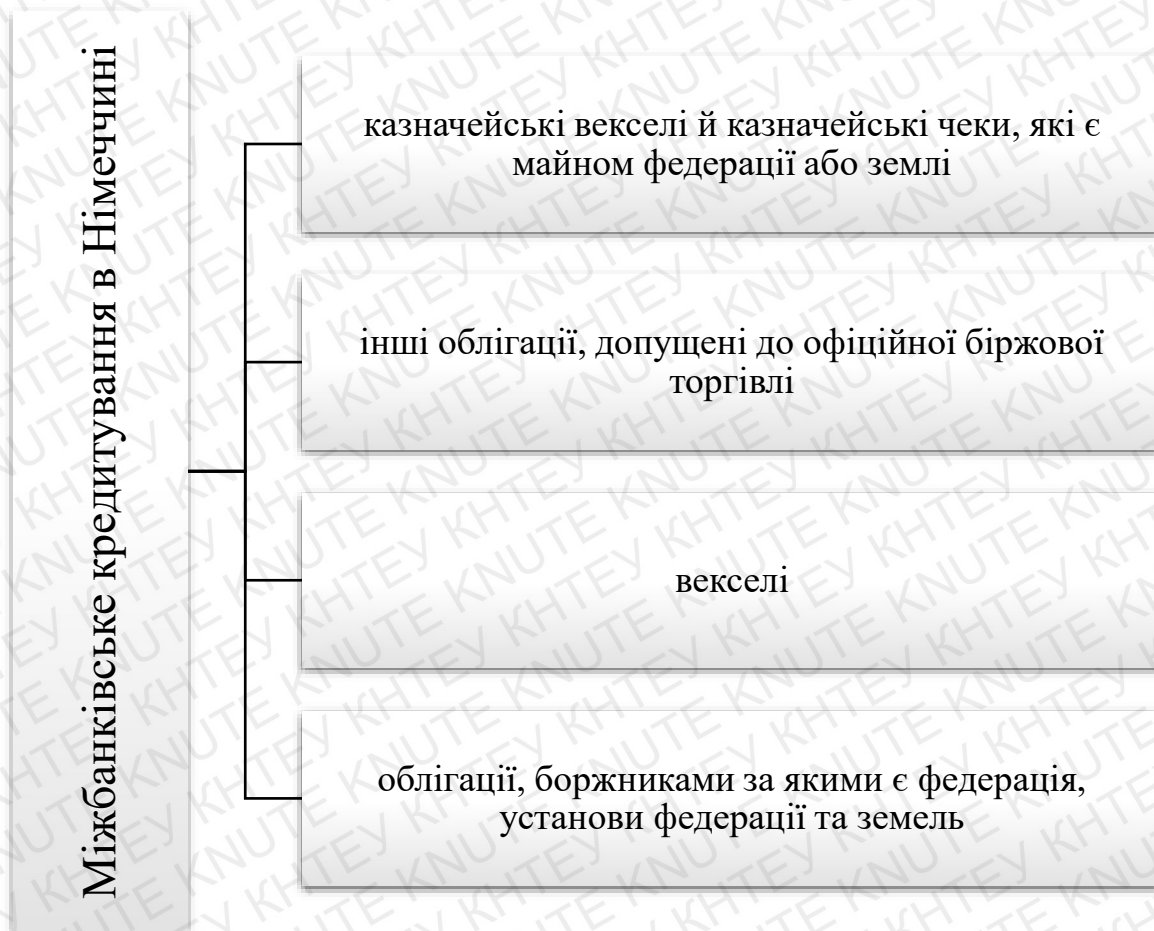 Міжбанківське кредитування в Німеччині
казначейські векселі й казначейські чеки, які є
майном федерації або землі
інші облігації, допущені до офіційної біржової
торгівлі
векселі
облігації, боржниками за якими є федерація,
установи федерації та земель